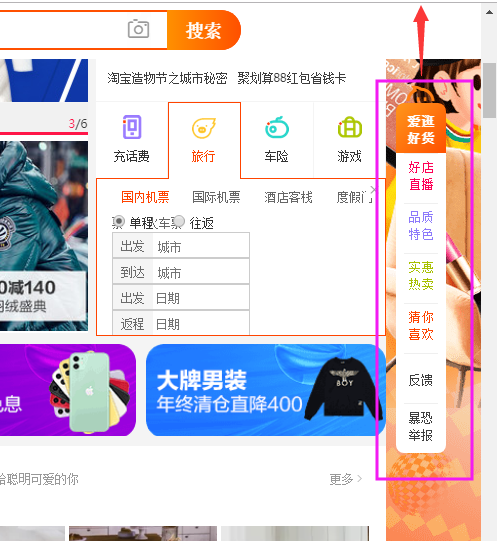 搜索
淘宝造物节之城市秘密 聚划算88红包省钱卡
3/6
充话费
旅行
车险
游戏
国内机票
国际机票
酒店客栈
度假门
单程
往返
出发 城市
到达 城市
出发 日期
返程 日期
减140
羽绒盛典
大牌男装
年终清仓直降400
BOY
息
给聪明可爱的你
更多
爱逛
好货
好店
直播
品质
特色
实惠
热卖
猜你
喜欢
反馈
暴恐
举报